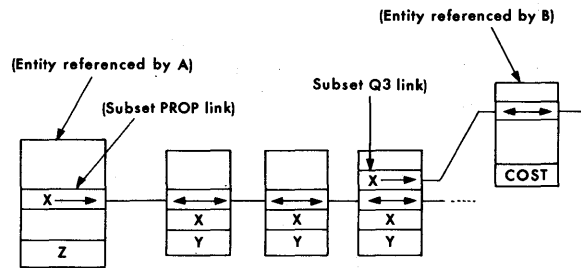 (Entity referenced by B)
(Entity referenced by A)
Subset Q3 link)
(Subset PROP link)
X
COST
X
X
X
X
Y
Y
Y
Z